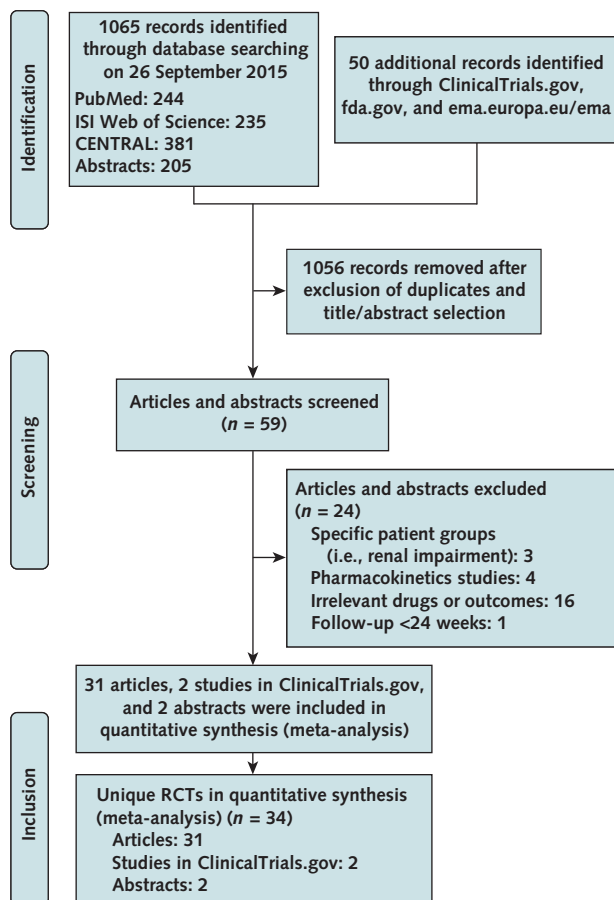 Identification
1065 records identified
through database searching
on 26 September 2015
PubMed: 244
ISI Web of Science: 235
CENTRAL: 381
Abstracts: 205
50 additional records identified
through ClinicalTrials.gov,
fda.gov, and ema.europa.eu/ema
1056 records removed after
exclusion of duplicates and
title/abstract selection
Screening
Articles and abstracts screened
(n = 59)
Articles and abstracts excluded
(n = 24)
Specific patient groups
(i.e., renal impairment): 3
Pharmacokinetics studies: 4
Irrelevant drugs or outcomes: 16
Follow-up <24 weeks: 1
31 articles, 2 studies in ClinicalTrials.gov,
and 2 abstracts were included in
quantitative synthesis (meta-analysis)
Inclusion
Unique RCTs in quantitative synthesis
(meta-analysis) (n = 34)
Articles: 31
Studies in ClinicalTrials.gov: 2
Abstracts: 2